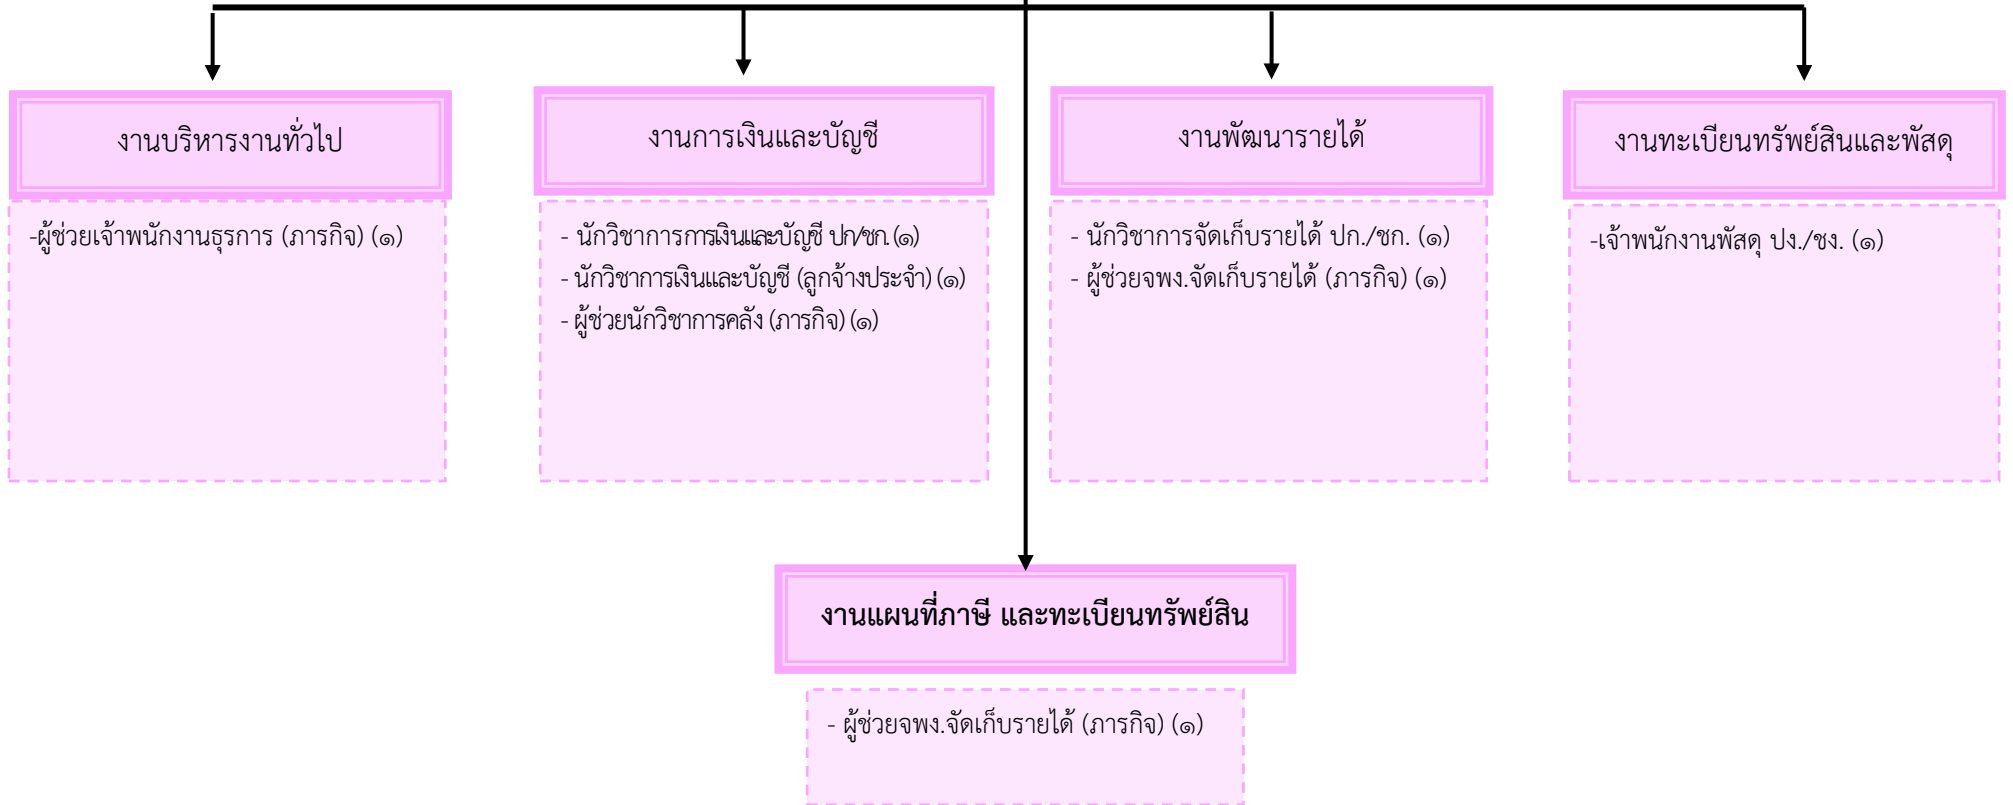 งานบริหารงานทั่วไป
-ผู้ช่วยเจ้าพนักงานธุรการ (ภารกิจ) (๑)
งานการเงินและบัญชี
- นักวิชาการการเงินและบัญชี ปก/ชก. (๑)
- นักวิชาการเงินและบัญชี (ลูกจ้างประจำ) (๑)
- ผู้ช่วยนักวิชาการคลัง (ภารกิจ) (๑)
งานพัฒนารายได้
- นักวิชาการจัดเก็บรายได้ ปก./ชก. (๑)
- ผู้ช่วยจพง.จัดเก็บรายได้ (ภารกิจ) (๑)
งานทะเบียนทรัพย์สินและพัสดุ
-เจ้าพนักงานพัสดุ ปง./ชง. (๑)
งานแผนที่ภาษี และทะเบียนทรัพย์สิน
- ผู้ช่วยจพง.จัดเก็บรายได้ (ภารกิจ) (๑)